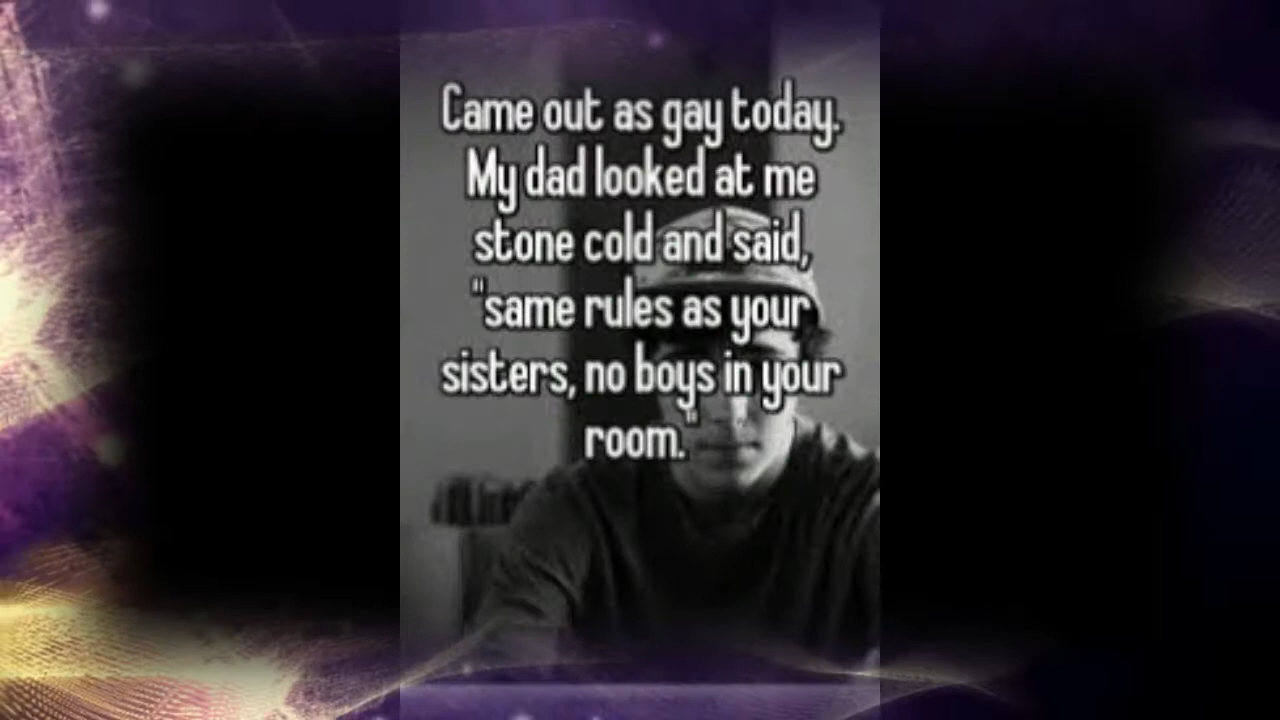 Came out as gay today.
My dad looked at me
stone cold and said,
"same rules as your
sisters, no boys in your
room."